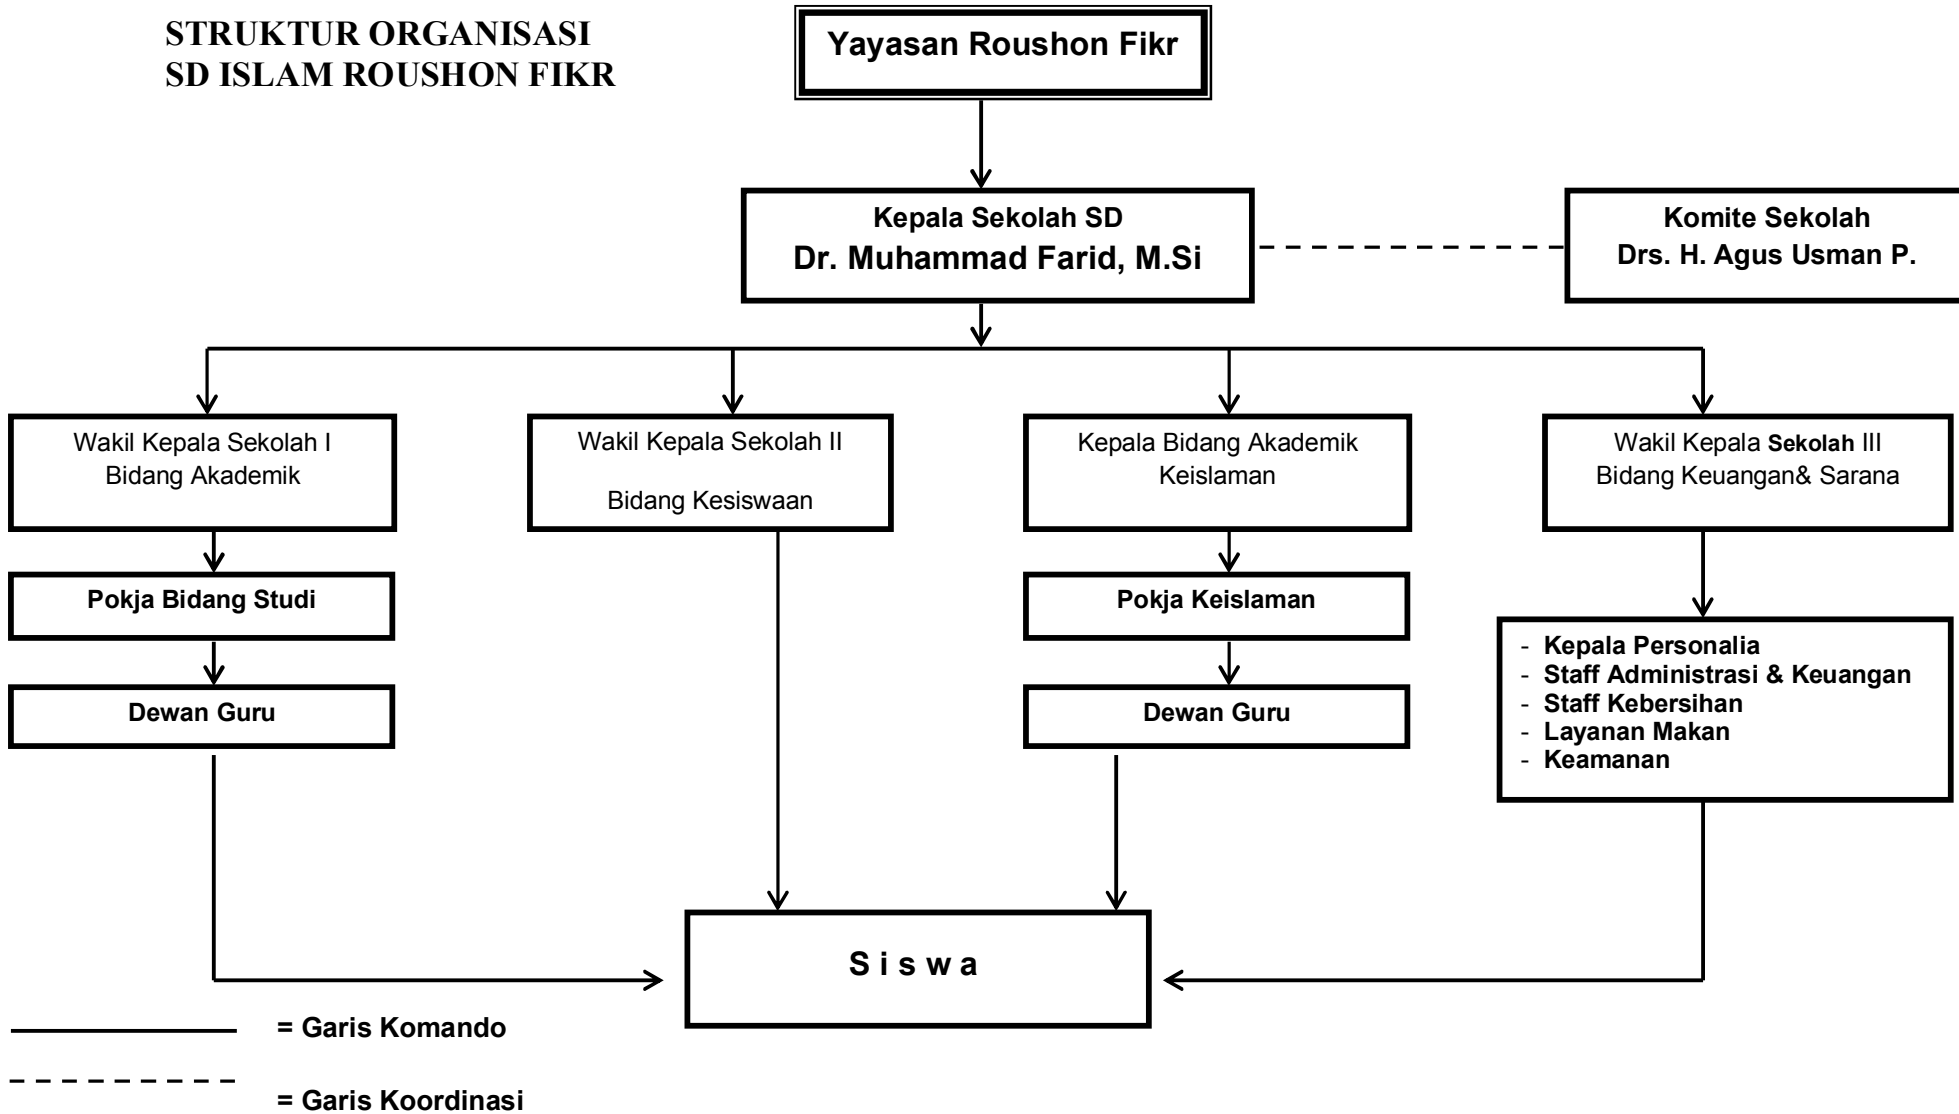 STRUKTUR ORGANISASI
SD ISLAM ROUSHON FIKR
Yayasan Roushon Fikr
Kepala Sekolah SD
Dr. Muhammad Farid, M.Si
Komite Sekolah
Drs. H. Agus Usman P.
Wakil Kepala Sekolah I
Bidang Akademik
Wakil Kepala Sekolah II
Bidang Kesiswaan
Kepala Bidang Akademik
Keislaman
Wakil Kepala Sekolah III
Bidang Keuangan& Sarana
Pokja Bidang Studi
Pokja Keislaman
- Kepala Personalia
- Staff Administrasi & Keuangan
- Staff Kebersihan
- Layanan Makan
- Keamanan
Dewan Guru
Dewan Guru
S i s w a
= Garis Komando
= Garis Koordinasi